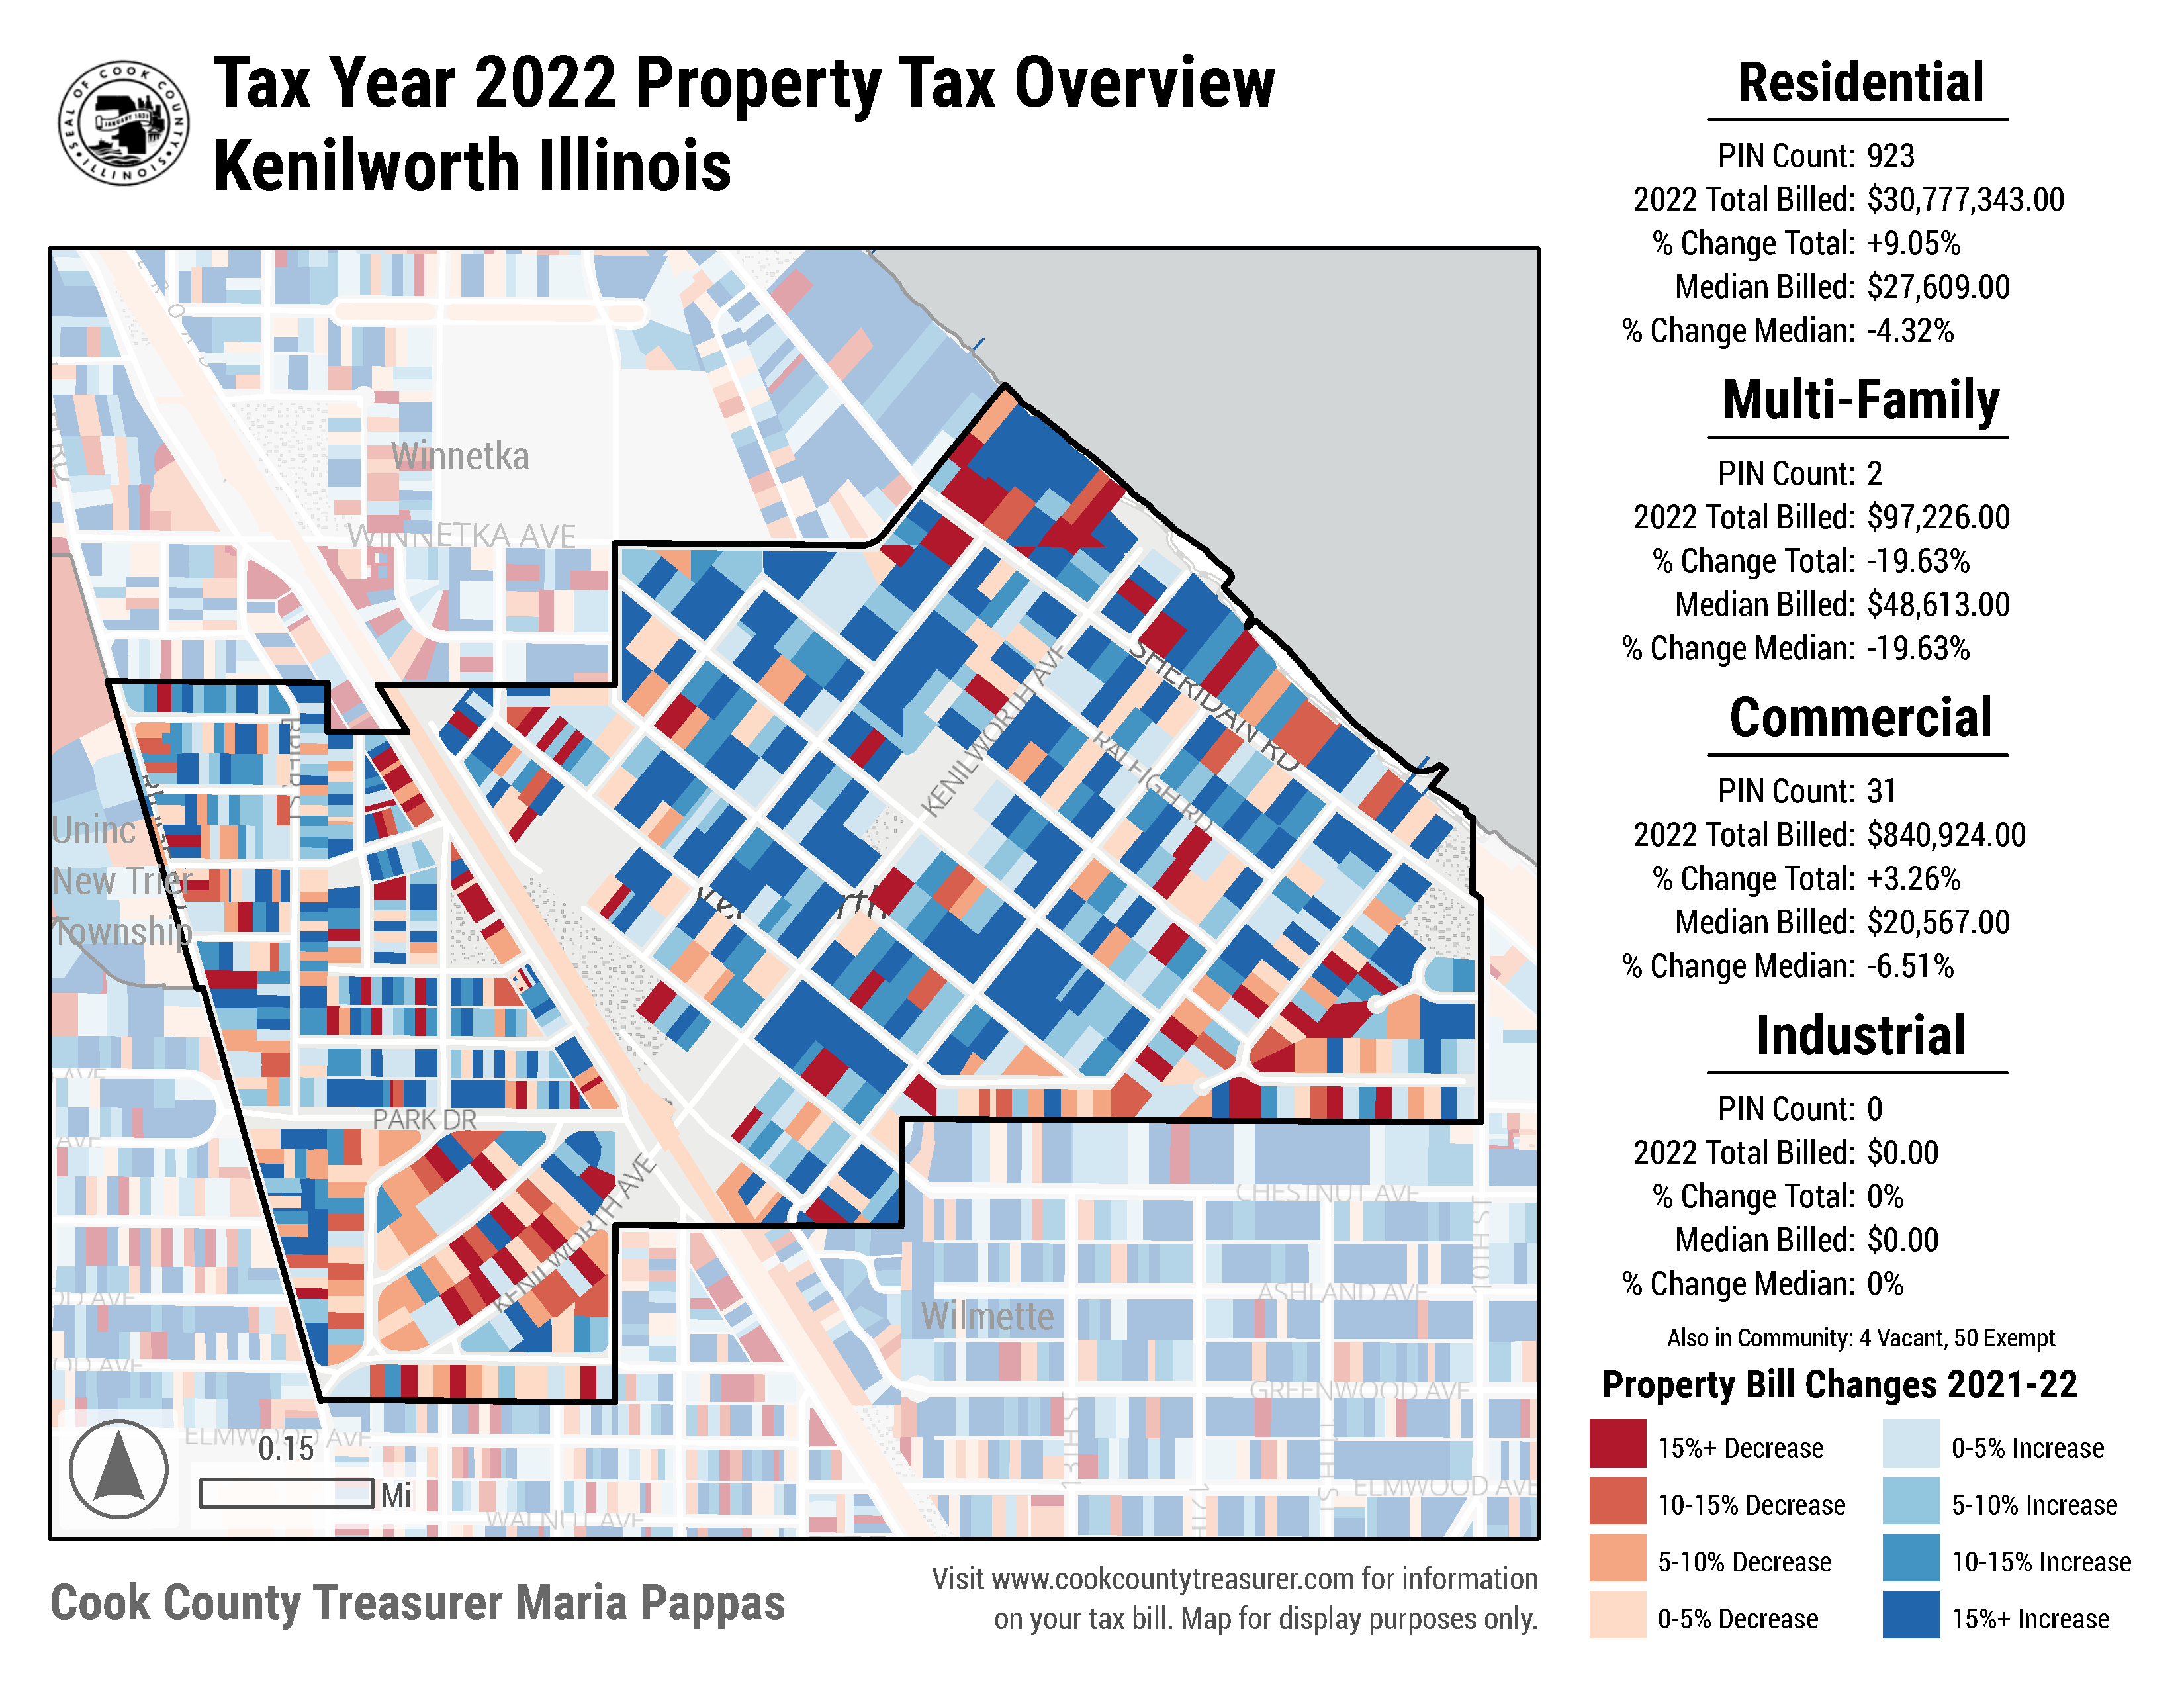 SEAL OF COOK COUNTY
ILLINOIS
JANUARY 1831
Tax Year 2022 Property Tax Overview
Kenilworth Illinois
Winnetka
WINNETKA AVE
SHERIDAN RD
KENILWORTH AVE
RALEIGH RD
Uninc
New Trier
Township
PARK DR
KENILWORTH AVE
CHESTNUT AVE
Wilmette
ASHLAND AVE
GREENWOOD AVE
ELMWOOD AVE
ELMWOOD AVE
WALNUT AVE
0.15
Mi
Residential
PIN Count: 923
2022 Total Billed: $30,777,343.00
% Change Total: +9.05%
Median Billed: $27,609.00
% Change Median: -4.32%
Multi-Family
PIN Count: 2
2022 Total Billed: $97,226.00
% Change Total: -19.63%
Median Billed: $48,613.00
% Change Median: -19.63%
Commercial
PIN Count: 31
2022 Total Billed: $840,924.00
% Change Total: +3.26%
Median Billed: $20,567.00
% Change Median: -6.51%
Industrial
PIN Count: 0
2022 Total Billed: $0.00
% Change Total: 0%
Median Billed: $0.00
% Change Median: 0%
Also in Community: 4 Vacant, 50 Exempt
Property Bill Changes 2021-22
15%+ Decrease
10-15% Decrease
5-10% Decrease
0-5% Decrease
0-5% Increase
5-10% Increase
10-15% Increase
15%+ Increase
Cook County Treasurer Maria Pappas
Visit www.cookcountytreasurer.com for information
on your tax bill. Map for display purposes only.